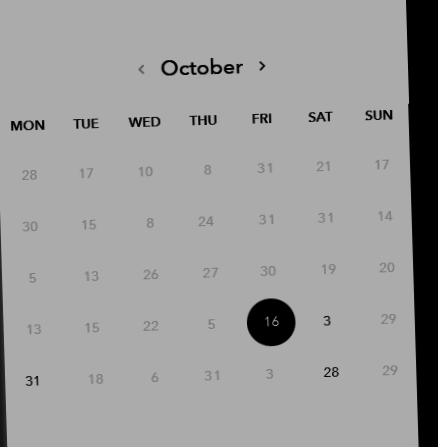 ‹ October ›
MON TUE WED THU FRI SAT SUN
28 17 10 8 31 21 17
30 15 8 24 31 31 14
5 13 26 27 30 19 20
13 15 22 5 16 3 29
31 18 6 31 3 28 29